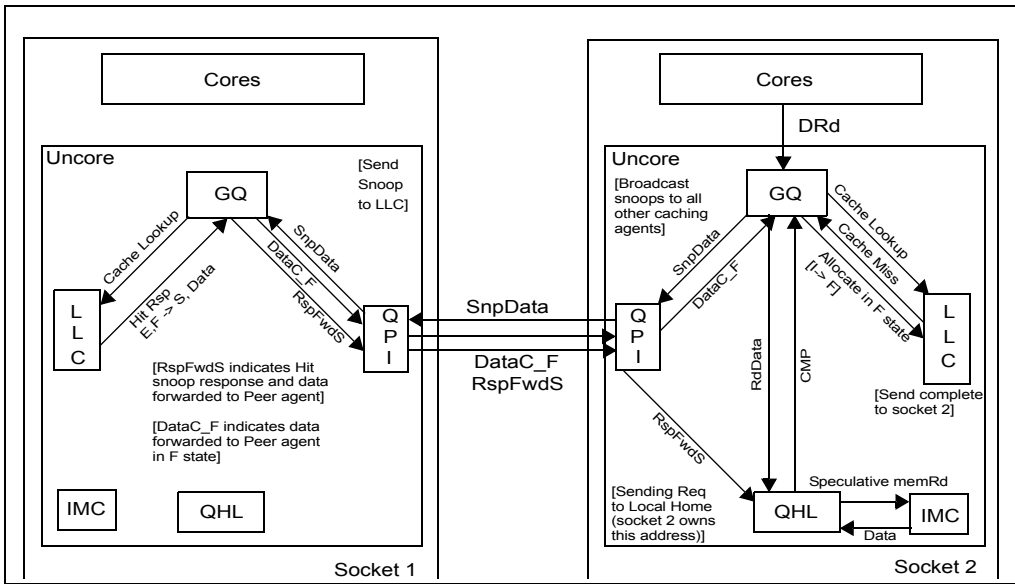 Cores
Uncore
[Send
Snoop
to LLC]
GQ
Cache Lookup
Hit Rsp
E,F -> S, Data
SnpData
DataC_F
RspFwdS
L
L
C
Q
P
I
[RspFwdS indicates Hit
snoop response and data
forwarded to Peer agent]
[DataC_F indicates data
forwarded to Peer agent
in F state]
IMC
QHL
Socket 1
SnpData
DataC_F
RspFwdS
Cores
DRd
Uncore
[Broadcast
snoops to all
other caching
agents]
GQ
SnpData
DataC_F
Cache Lookup
Cache Miss
Allocate in F state
[I-> F]
Q
P
I
L
L
C
RdData
CMP
[Send complete
to socket 2]
RspFwdS
[Sending Req
to Local Home
(socket 2 owns
this address)]
QHL
Speculative memRd
Data
IMC
Socket 2